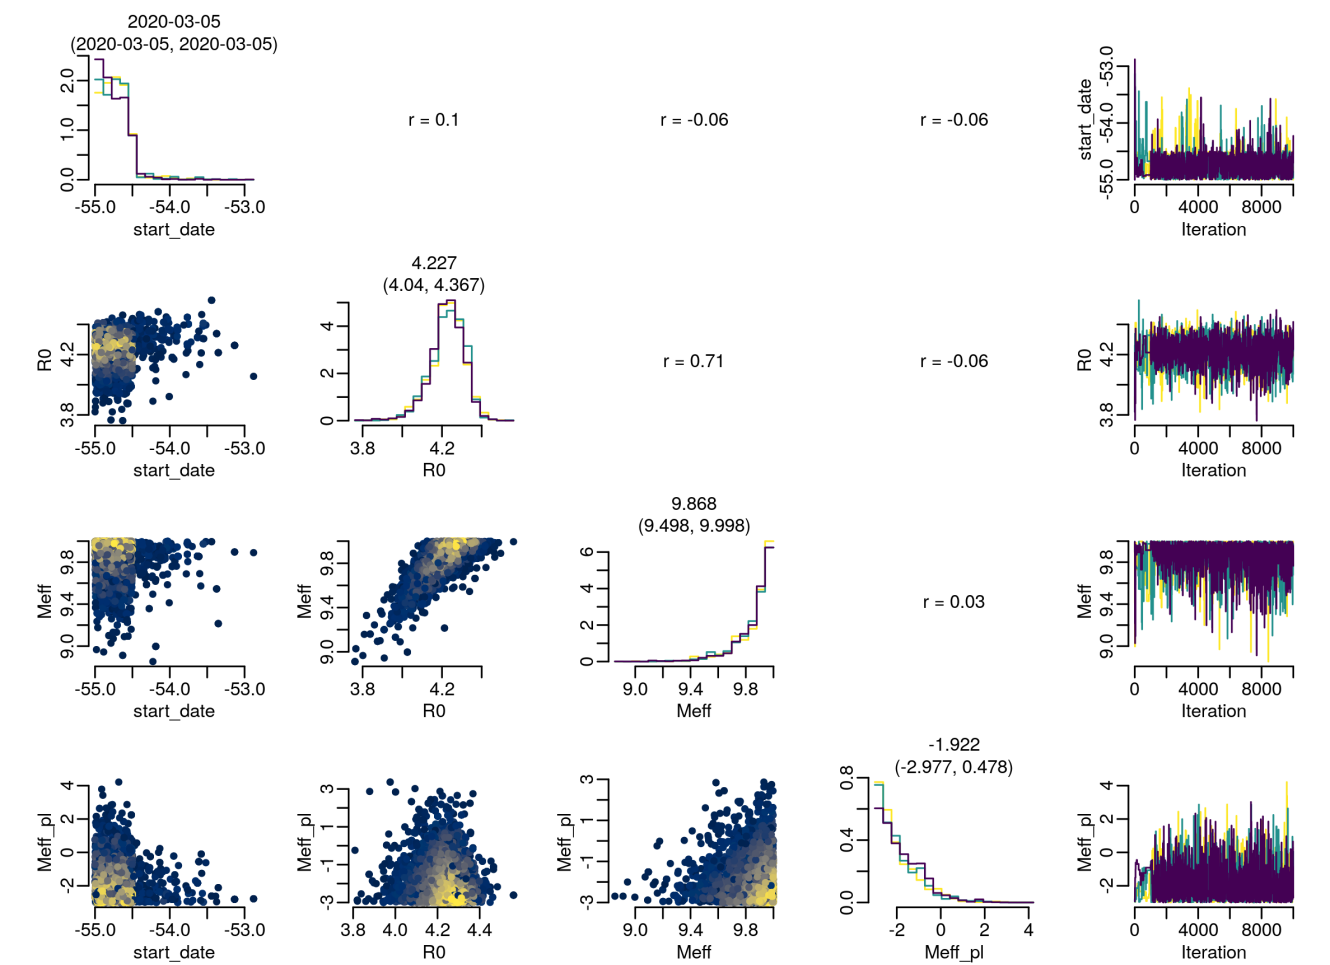 2020-03-05
(2020-03-05, 2020-03-05)
0.0 1.0 2.0
-55.0 -54.0 -53.0
start_date
r = 0.1
r = -0.06
r = -0.06
start_date
-55.0 -54.0 -53.0
0 4000 8000
Iteration
R0
3.8 4.2
-55.0 -54.0 -53.0
start_date
4.227
(4.04, 4.367)
0 2 4
3.8 4.2
R0
r = 0.71
r = -0.06
R0
3.8 4.2
0 4000 8000
Iteration
Meff
9.0 9.4 9.8
-55.0 -54.0 -53.0
start_date
Meff
9.0 9.4 9.8
3.8 4.2
R0
9.868
(9.498, 9.998)
0 2 4 6
9.0 9.4 9.8
Meff
r = 0.03
Meff
9.0 9.4 9.8
0 4000 8000
Iteration
Meff_pl
-2 0 2 4
-55.0 -54.0 -53.0
start_date
Meff_pl
-3 -1 1 3
3.8 4.0 4.2 4.4
R0
Meff_pl
-3 -1 1 3
9.0 9.4 9.8
Meff
-1.922
(-2.977, 0.478)
0.0 0.4 0.8
-2 0 2 4
Meff_pl
Meff_pl
-2 0 2 4
0 4000 8000
Iteration